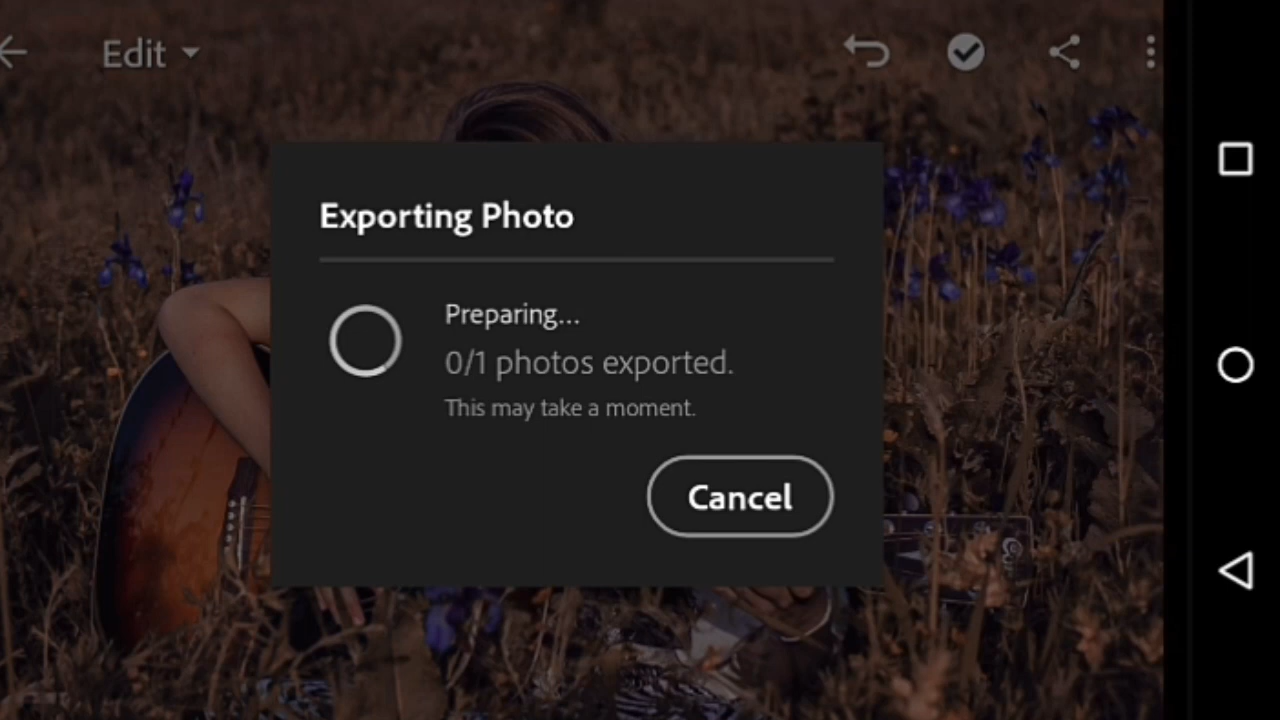 Edit
Exporting Photo
Preparing...
0/1 photos exported.
This may take a moment.
Cancel